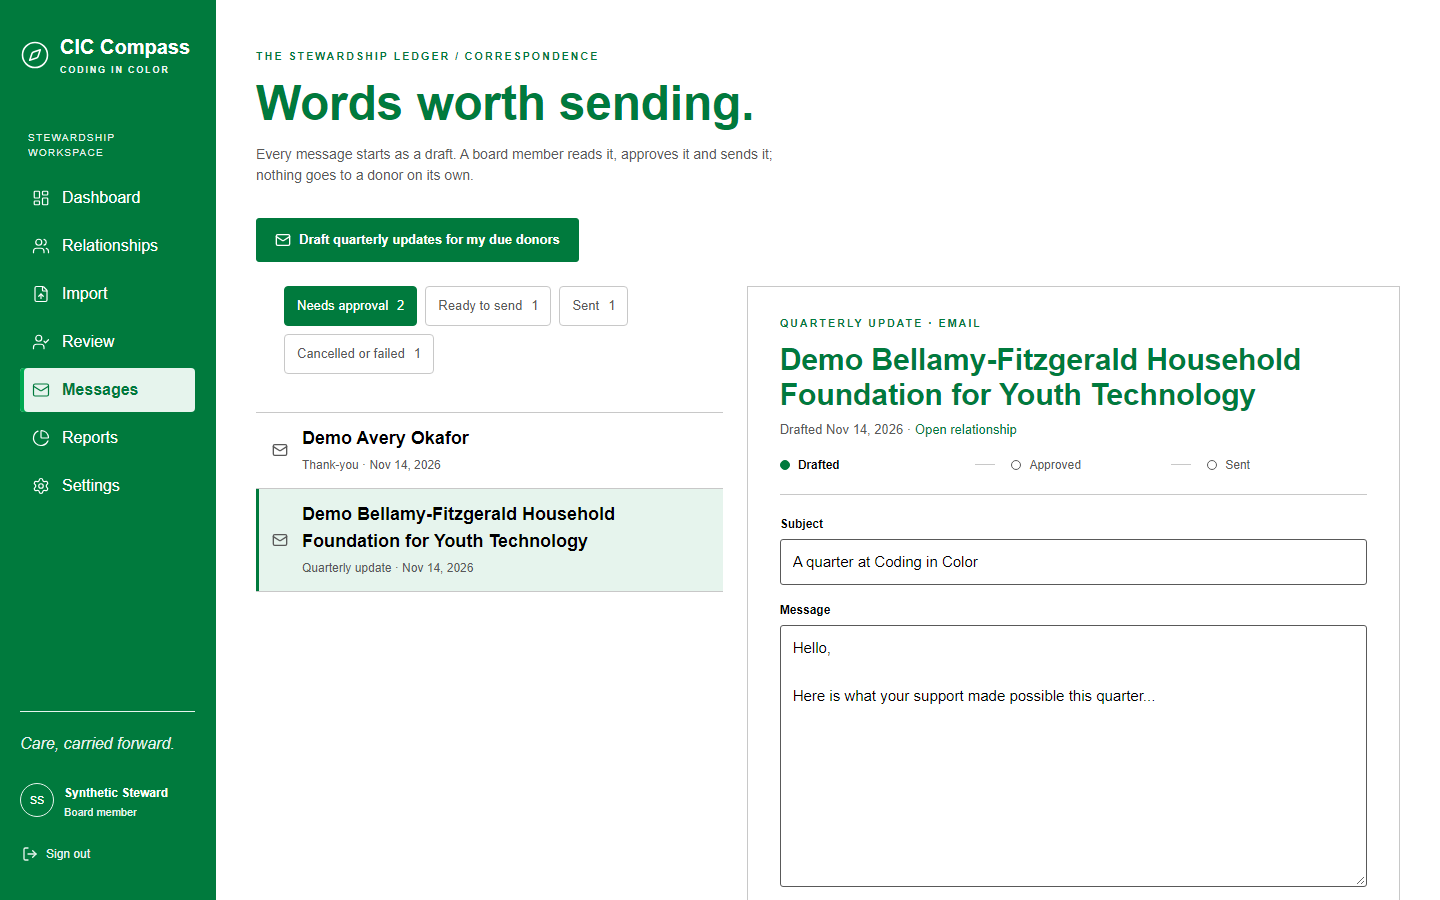 CIC Compass
CODING IN COLOR
STEWARDSHIP
WORKSPACE
Dashboard
Relationships
Import
Review
Messages
Reports
Settings
Care, carried forward.
SS
Synthetic Steward
Board member
Sign out
THE STEWARDSHIP LEDGER / CORRESPONDENCE
Words worth sending.
Every message starts as a draft. A board member reads it, approves it and sends it;
nothing goes to a donor on its own.
Draft quarterly updates for my due donors
Needs approval 2
Ready to send 1
Sent 1
Cancelled or failed 1
Demo Avery Okafor
Thank-you · Nov 14, 2026
Demo Bellamy-Fitzgerald Household
Foundation for Youth Technology
Quarterly update · Nov 14, 2026
QUARTERLY UPDATE · EMAIL
Demo Bellamy-Fitzgerald Household
Foundation for Youth Technology
Drafted Nov 14, 2026 · Open relationship
Drafted
Approved
Sent
Subject
A quarter at Coding in Color
Message
Hello,
Here is what your support made possible this quarter...